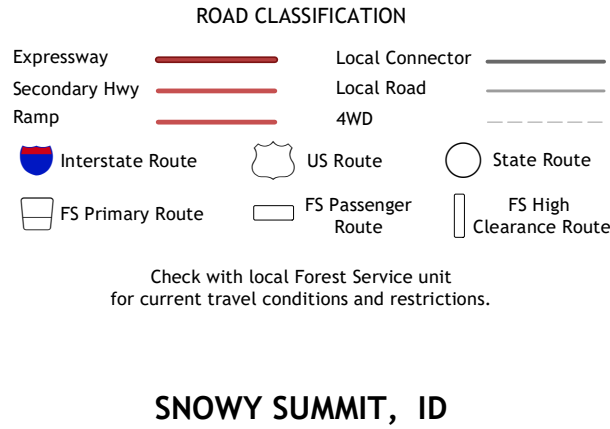 ROAD CLASSIFICATION
Expressway
Local Connector
Secondary Hwy
Local Road
Ramp
4WD
Interstate Route
US Route
State Route
FS Primary Route
FS Passenger
Route
FS High
Clearance Route
Check with local Forest Service unit
for current travel conditions and restrictions.
SNOWY SUMMIT, ID